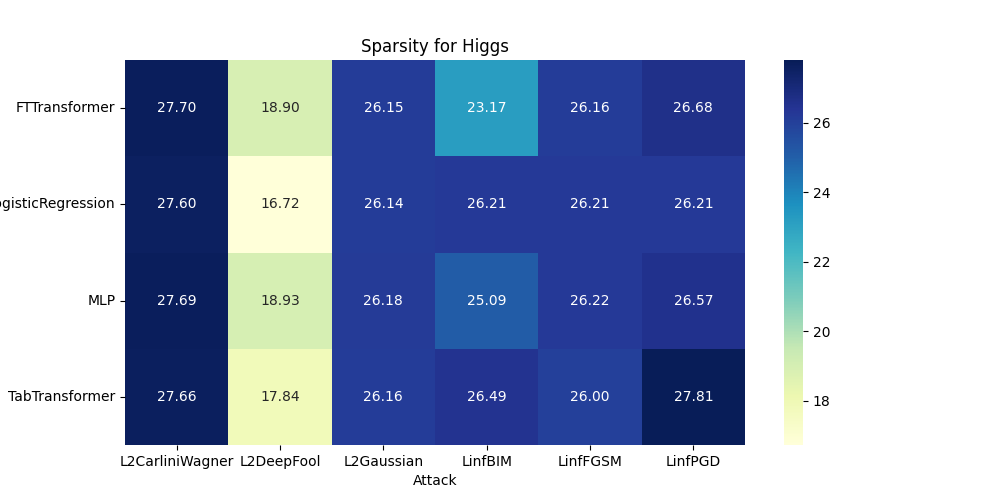 Sparsity for Higgs
FTTransformer 27.70 18.90 26.15 23.17 26.16 26.68
ogisticRegression 27.60 16.72 26.14 26.21 26.21 26.21
MLP 27.69 18.93 26.18 25.09 26.22 26.57
TabTransformer 27.66 17.84 26.16 26.49 26.00 27.81
L2CarliniWagner L2DeepFool L2Gaussian LinfBIM LinfFGSM LinfPGD
Attack
26
24
22
20
18